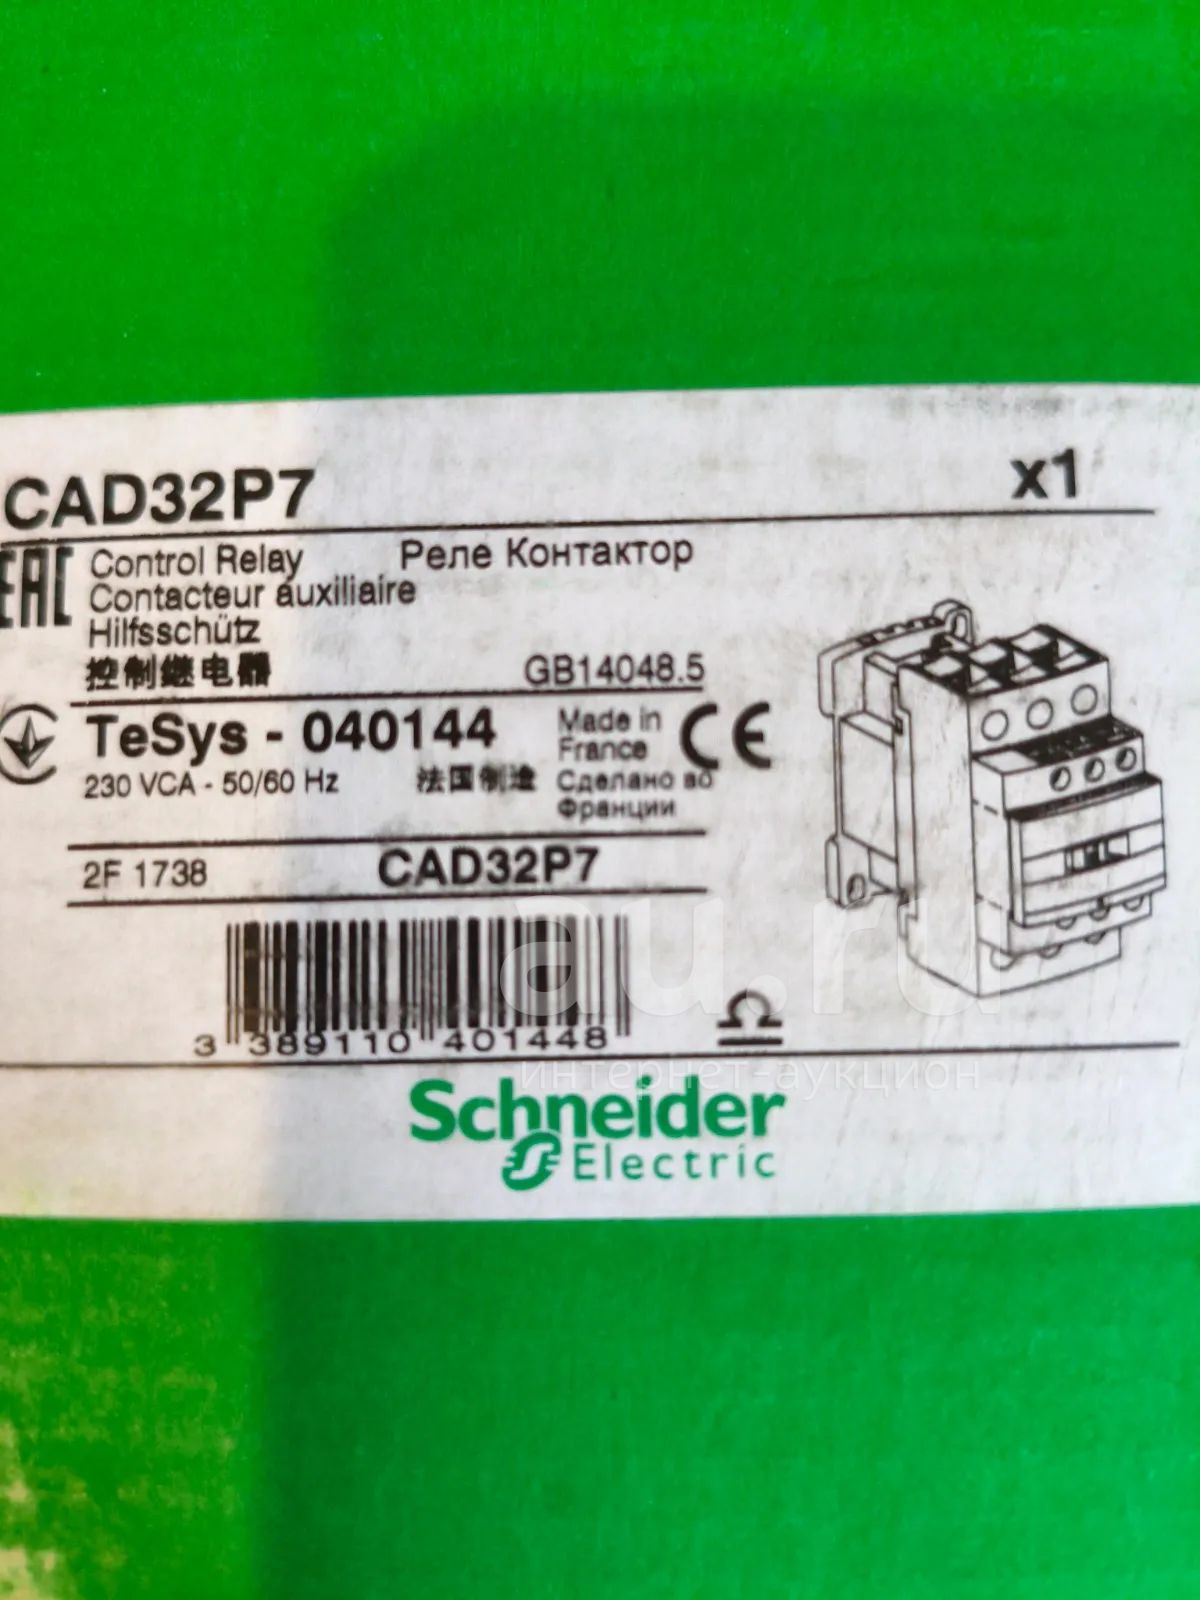 CAD32P7 x1
EAC Control Relay Реле Контактор
Contacteur auxiliaire
Hilfsschütz
控制继电器 GB14048.5
TeSys - 040144 Made in France CE
230 VCA - 50/60 Hz 法国制造 Сделано во Франции
2F 1738 CAD32P7
au.ru
3 389110 401448
интернет-аукцион
Schneider
Electric